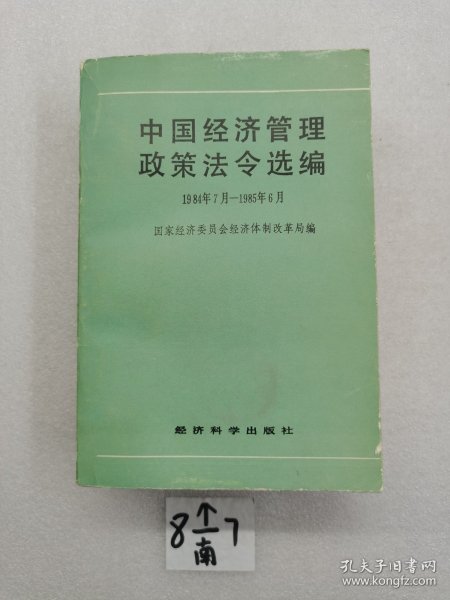 中国经济管理
政策法令选编
1984年7月—1985年6月
国家经济委员会经济体制改革局编
经济科学出版社
8↑7
南
孔夫子旧书网
www.kongfz.com